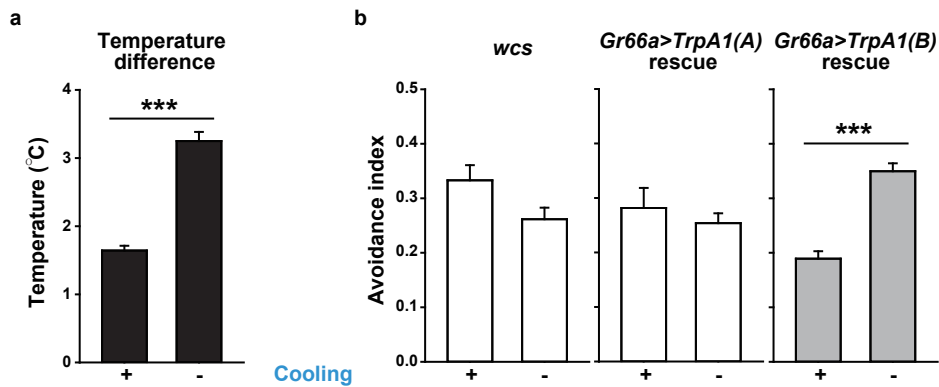 a
Temperature
difference
***
Temperature (°C)
4
3
2
1
0
+ -
Cooling
b
wcs
Gr66a>TrpA1(A)
rescue
Gr66a>TrpA1(B)
rescue
***
Avoidance index
0.5
0.4
0.3
0.2
0.1
0.0
+ -
+ -
+ -